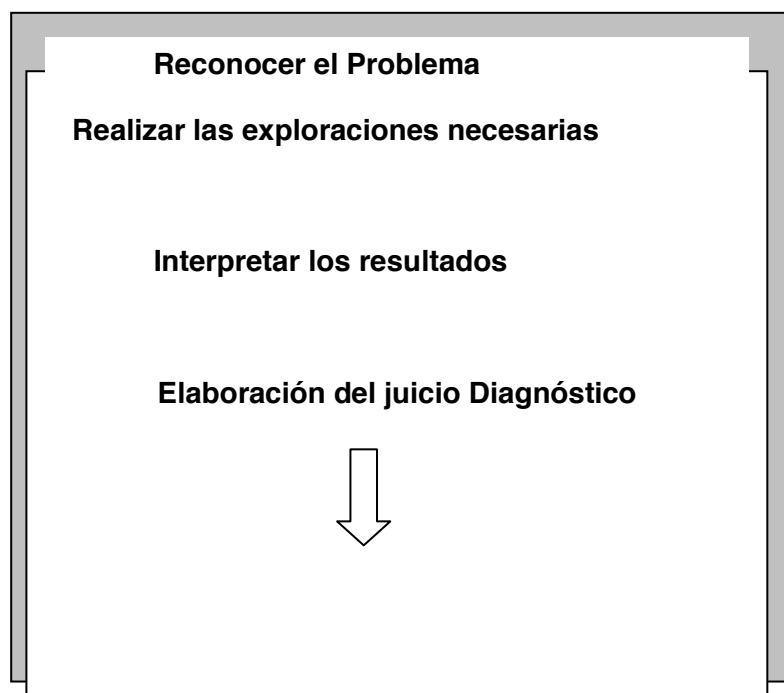 Reconocer el Problema
Realizar las exploraciones necesarias
Interpretar los resultados
Elaboración del juicio Diagnóstico